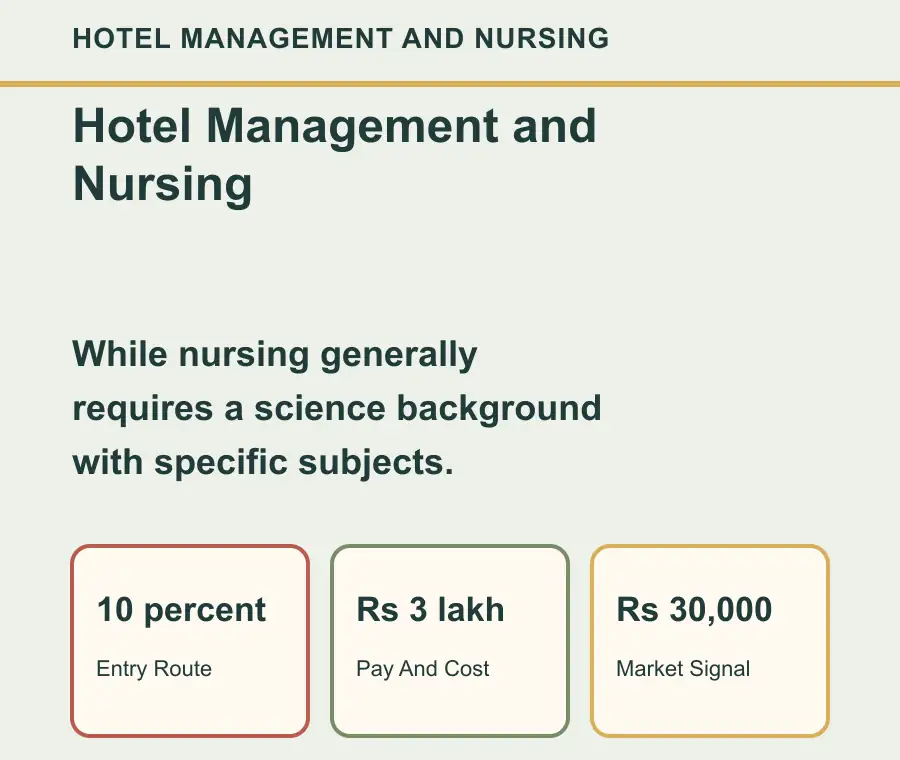 HOTEL MANAGEMENT AND NURSING
Hotel Management and
Nursing
While nursing generally
requires a science background
with specific subjects.
10 percent
Entry Route
Rs 3 lakh
Pay And Cost
Rs 30,000
Market Signal